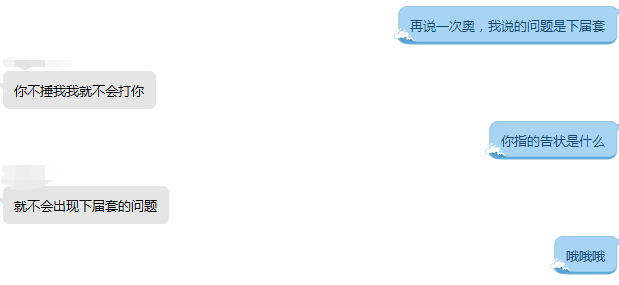 再说一次奥，我说的问题是下届套
你不捶我我就不会打你
你指的告状是什么
就不会出现下届套的问题
哦哦哦